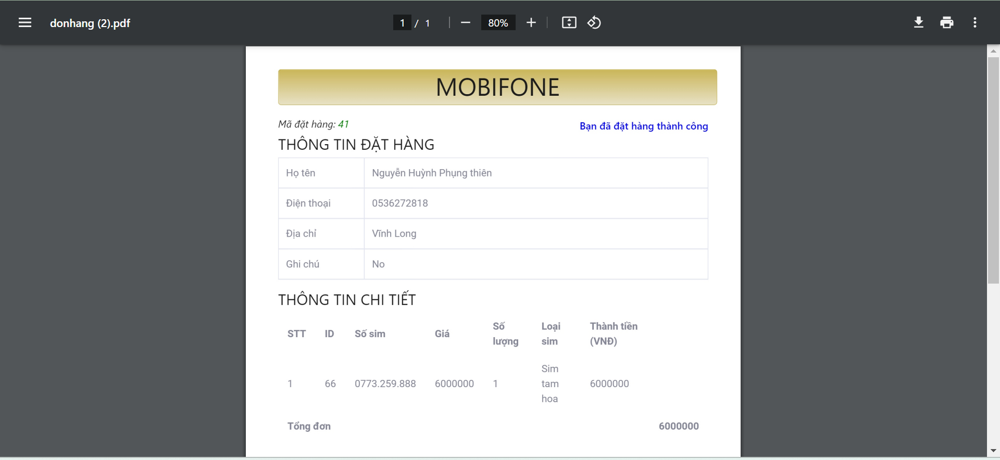 donhang (2).pdf
1 / 1
80%
MOBIFONE
Mã đặt hàng: 41
Bạn đã đặt hàng thành công
THÔNG TIN ĐẶT HÀNG
Họ tên Nguyễn Huỳnh Phụng thiên
Điện thoại 0536272818
Địa chỉ Vĩnh Long
Ghi chú No
THÔNG TIN CHI TIẾT
STT ID Số sim Giá Số lượng Loại sim Thành tiền (VNĐ)
1 66 0773.259.888 6000000 1 Sim tam hoa 6000000
Tổng đơn 6000000